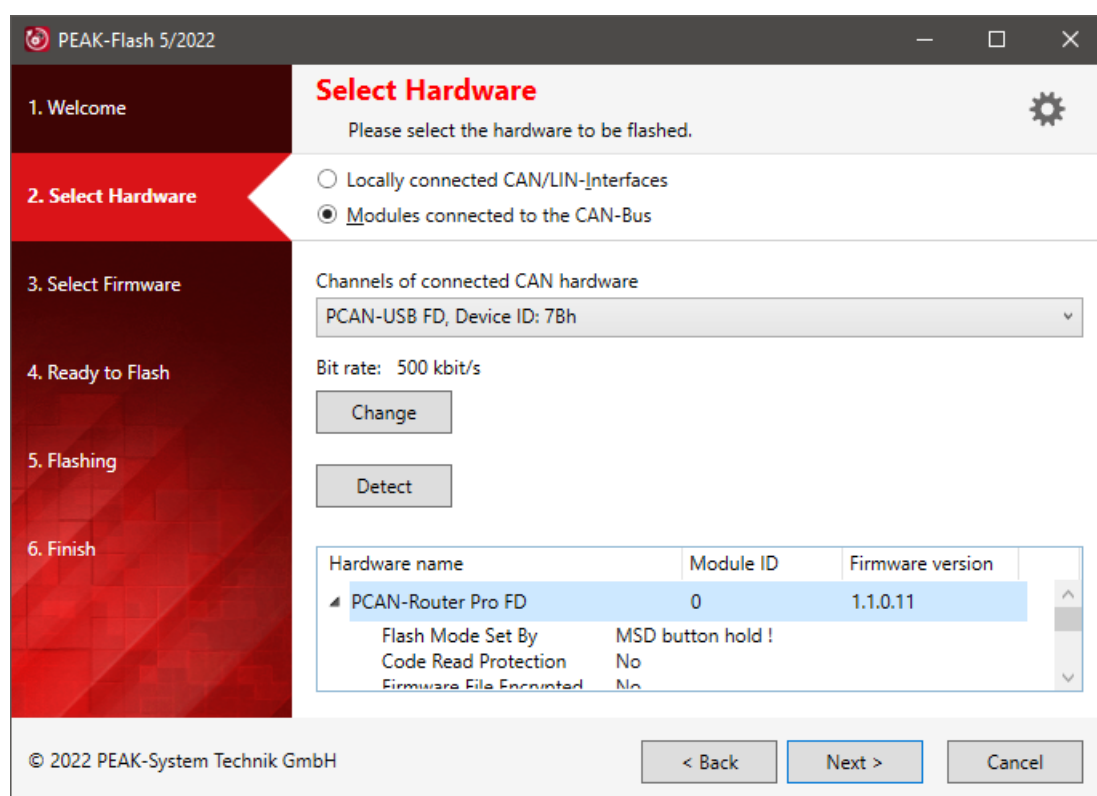 PEAK-Flash 5/2022
1. Welcome
2. Select Hardware
3. Select Firmware
4. Ready to Flash
5. Flashing
6. Finish
Select Hardware
Please select the hardware to be flashed.
Locally connected CAN/LIN-Interfaces
Modules connected to the CAN-Bus
Channels of connected CAN hardware
PCAN-USB FD, Device ID: 7Bh
Bit rate: 500 kbit/s
Change
Detect
Hardware name Module ID Firmware version
PCAN-Router Pro FD 0 1.1.0.11
Flash Mode Set By MSD button hold !
Code Read Protection No
Firmware File Encrypted No
© 2022 PEAK-System Technik GmbH
< Back Next > Cancel